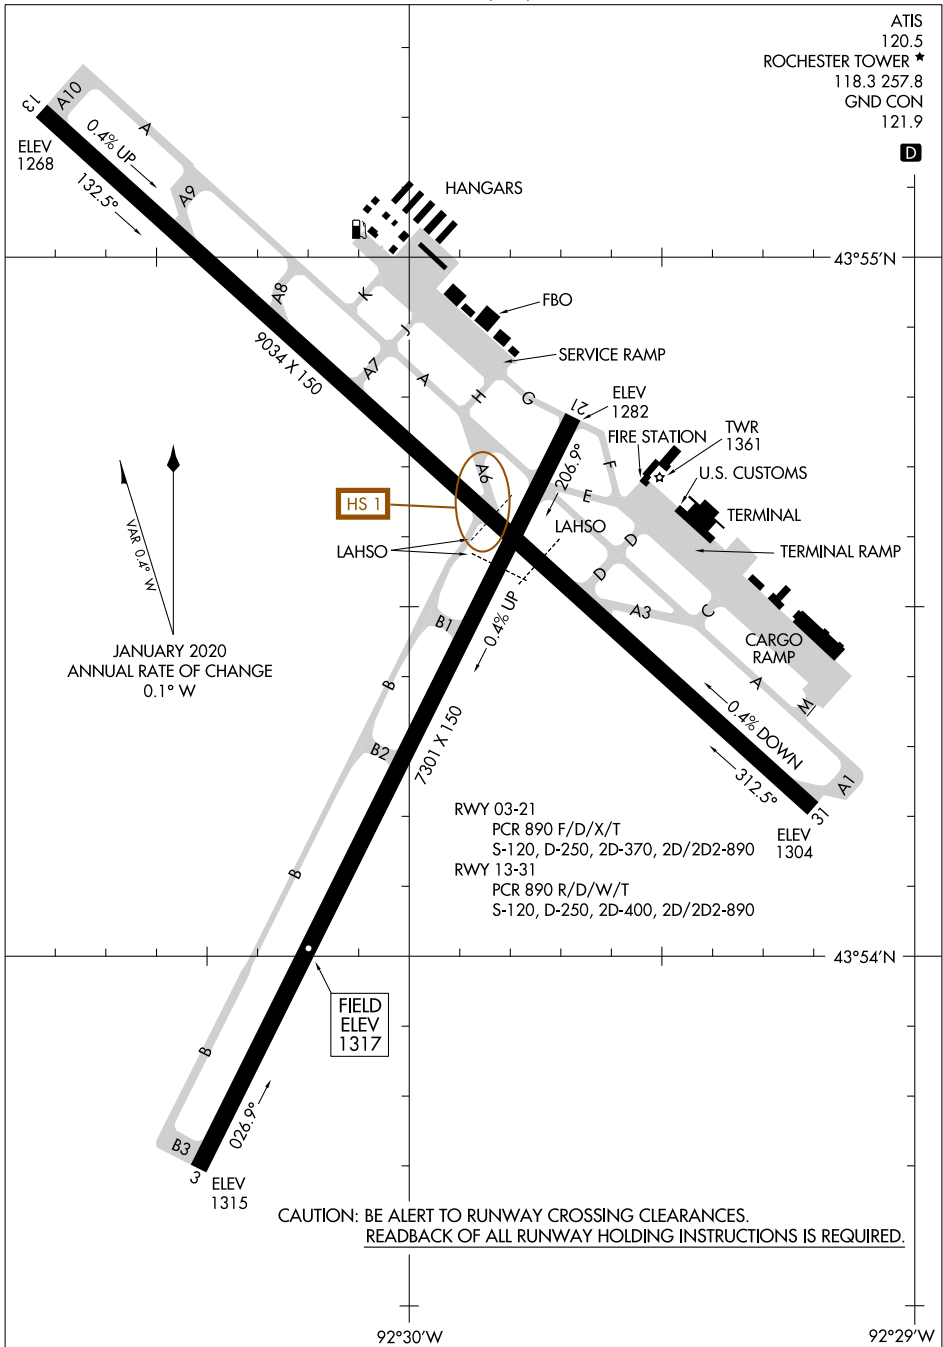 ATIS
120.5
ROCHESTER TOWER ★
118.3 257.8
GND CON
121.9
D
13
A10
A
ELEV
1268
0.4% UP
132.5°
A9
HANGARS
43°55'N
A8
K
FBO
J
SERVICE RAMP
9034 X 150
A7
A
H
G
21
ELEV
1282
FIRE STATION
TWR
1361
U.S. CUSTOMS
F
206.9°
A6
HS 1
E
TERMINAL
LAHSO
LAHSO
D
TERMINAL RAMP
VAR 0.4° W
D
A3
C
B1
0.4% UP
CARGO
RAMP
JANUARY 2020
ANNUAL RATE OF CHANGE
0.1° W
B
A
M
7301 X 150
0.4% DOWN
B2
312.5°
A1
31
ELEV
1304
RWY 03-21
PCR 890 F/D/X/T
S-120, D-250, 2D-370, 2D/2D2-890
RWY 13-31
PCR 890 R/D/W/T
S-120, D-250, 2D-400, 2D/2D2-890
B
43°54'N
FIELD
ELEV
1317
B
026.9°
B3
3
ELEV
1315
CAUTION: BE ALERT TO RUNWAY CROSSING CLEARANCES.
READBACK OF ALL RUNWAY HOLDING INSTRUCTIONS IS REQUIRED.
92°30'W
92°29'W